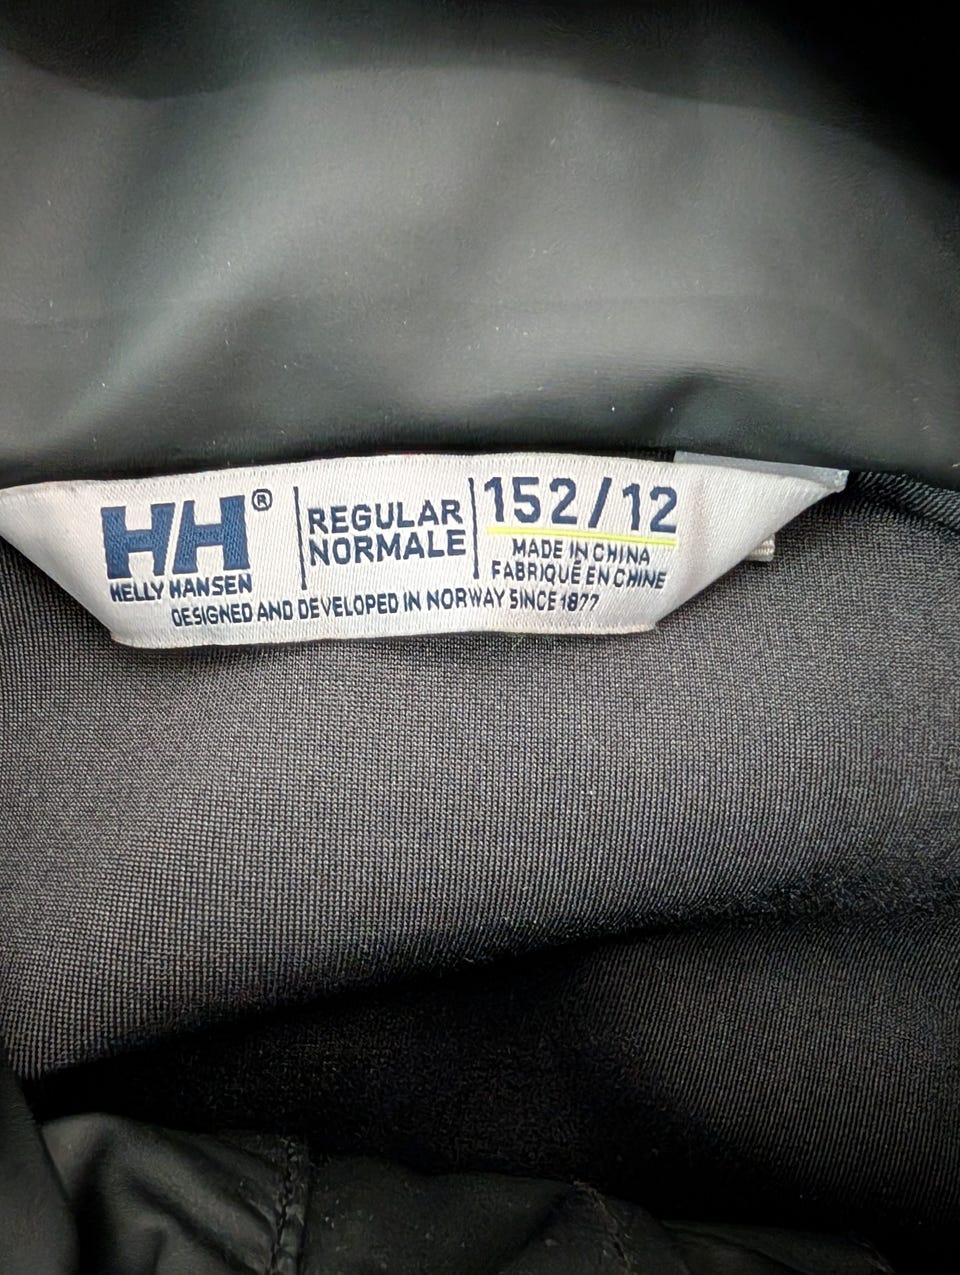 HH®
HELLY HANSEN
REGULAR
NORMALE
152/12
MADE IN CHINA
FABRIQUÉ EN CHINE
DESIGNED AND DEVELOPED IN NORWAY SINCE 1877